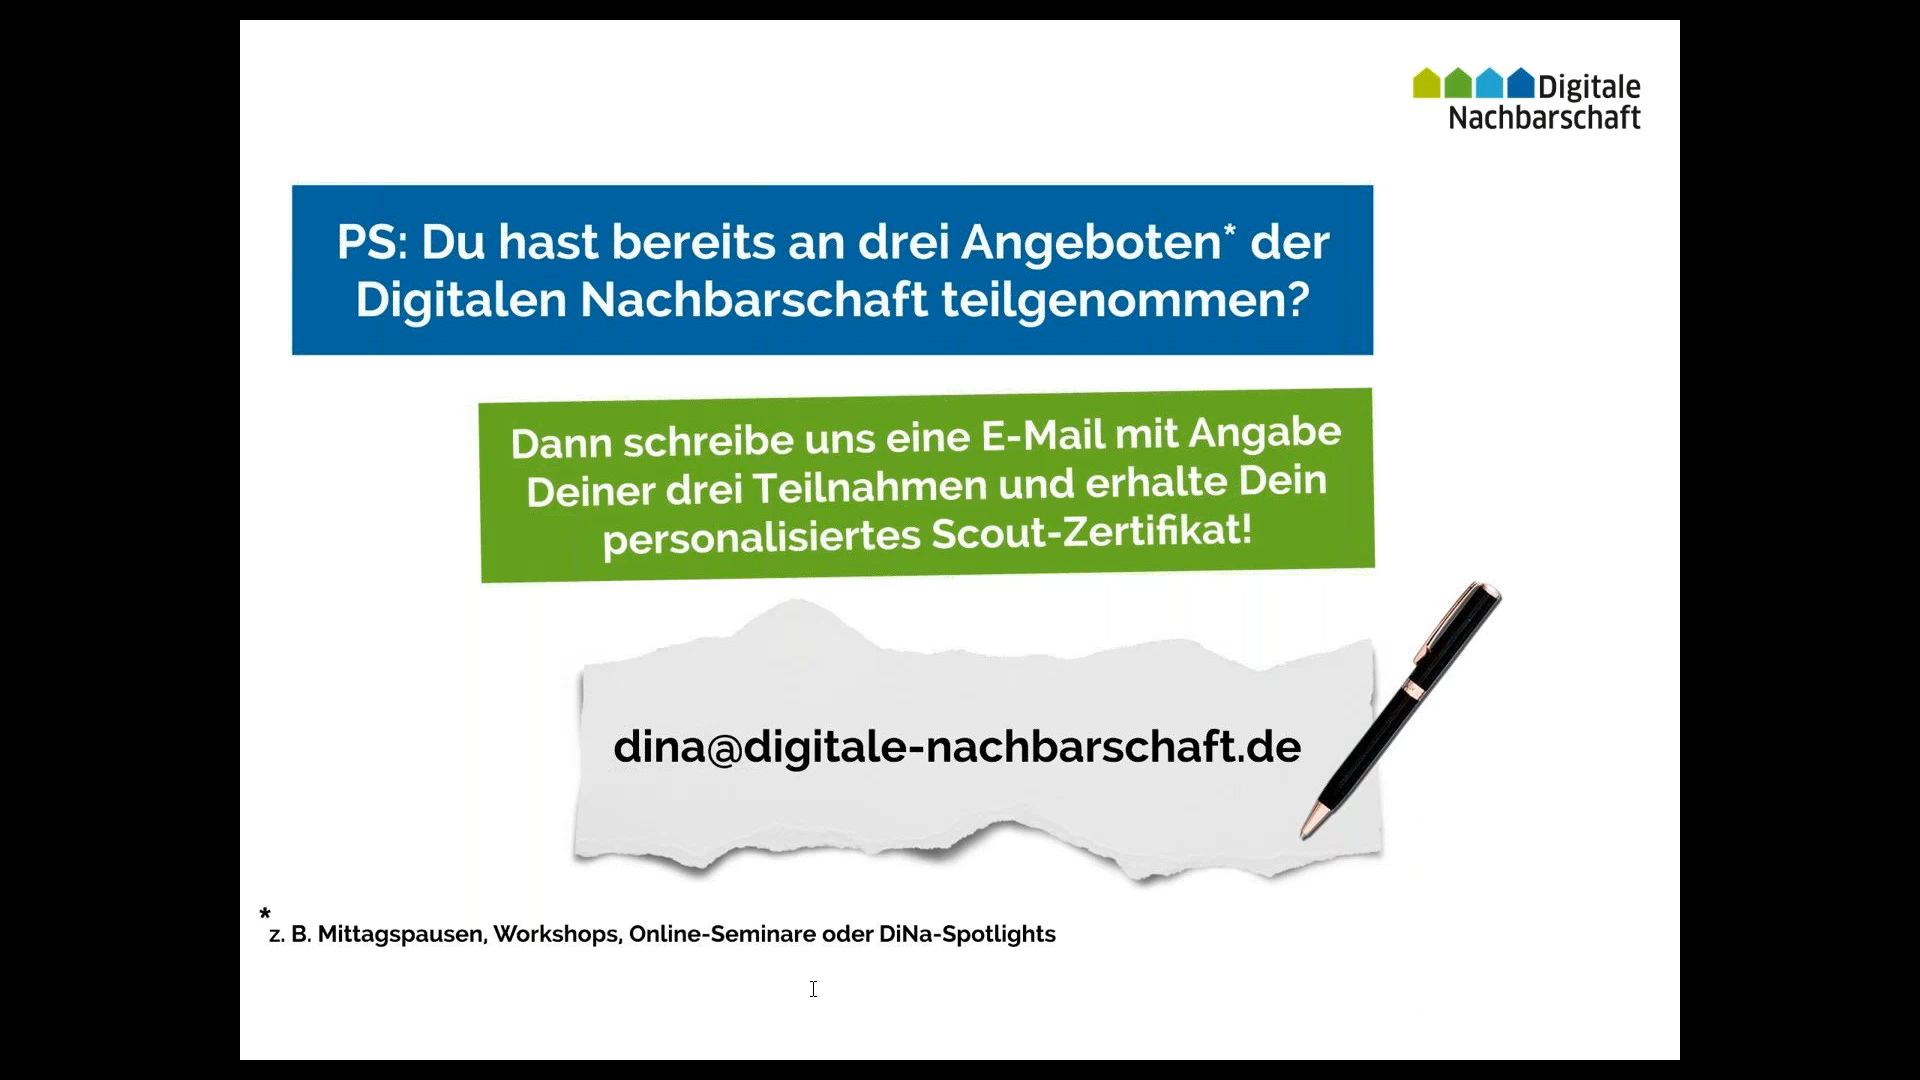 Digitale
Nachbarschaft
PS: Du hast bereits an drei Angeboten* der
Digitalen Nachbarschaft teilgenommen?
Dann schreibe uns eine E-Mail mit Angabe
Deiner drei Teilnahmen und erhalte Dein
personalisiertes Scout-Zertifikat!
dina@digitale-nachbarschaft.de
*z. B. Mittagspausen, Workshops, Online-Seminare oder DiNa-Spotlights